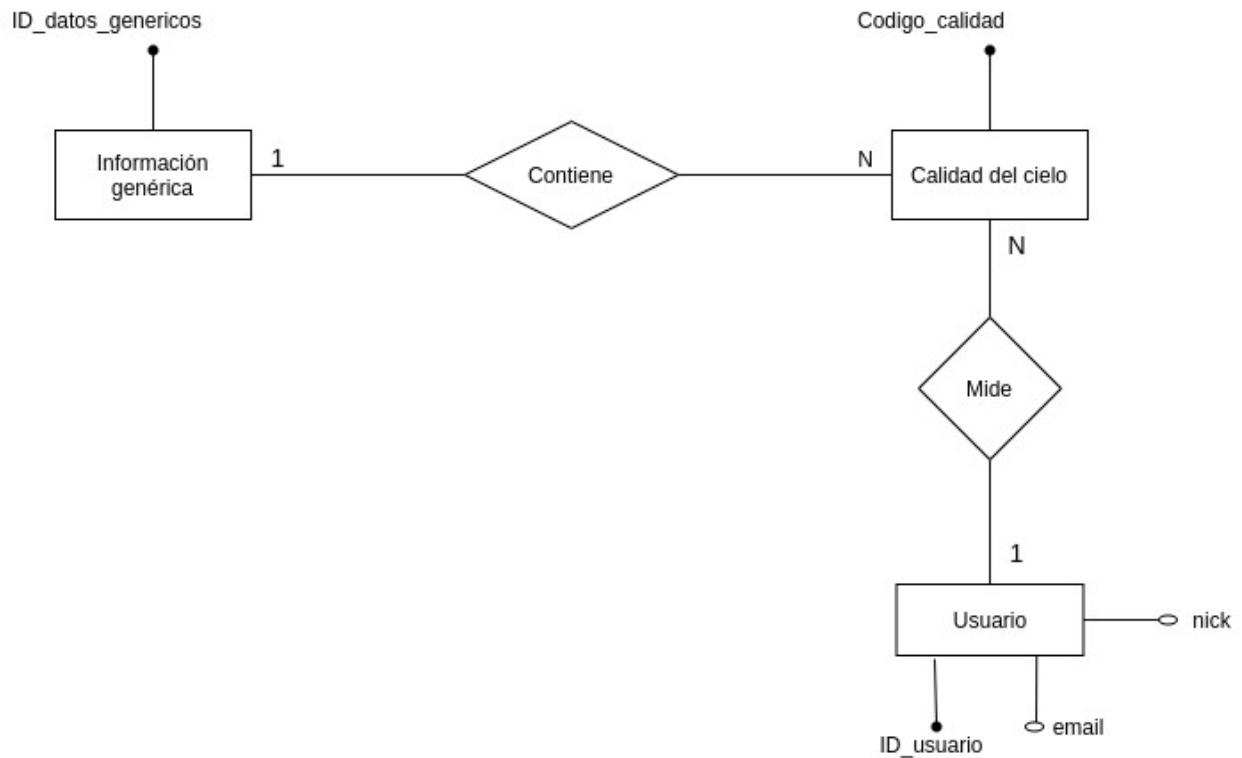 ID_datos_genericos
Codigo_calidad
Información
genérica
1
Contiene
N
Calidad del cielo
N
Mide
1
Usuario
nick
email
ID_usuario